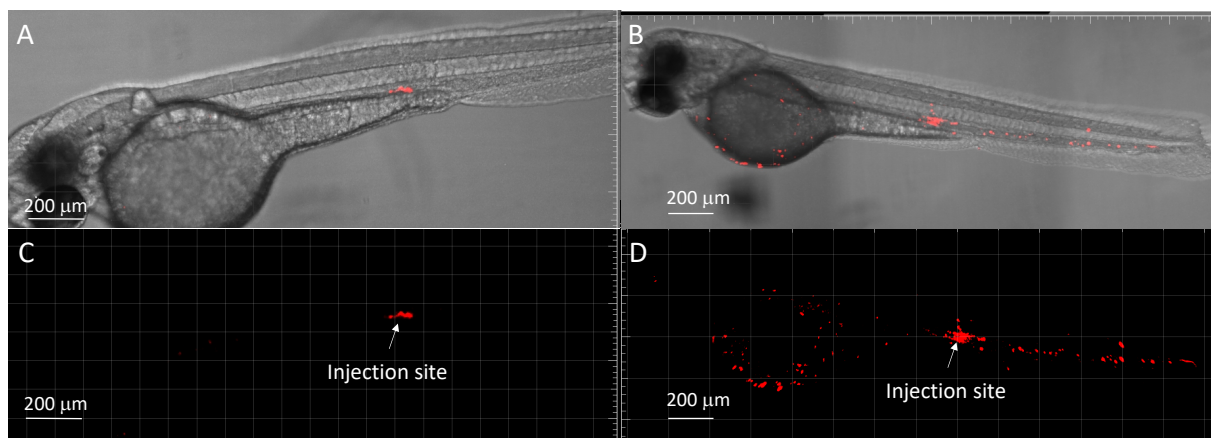 A
200 μm
B
200 μm
C
Injection site
200 μm
D
Injection site
200 μm